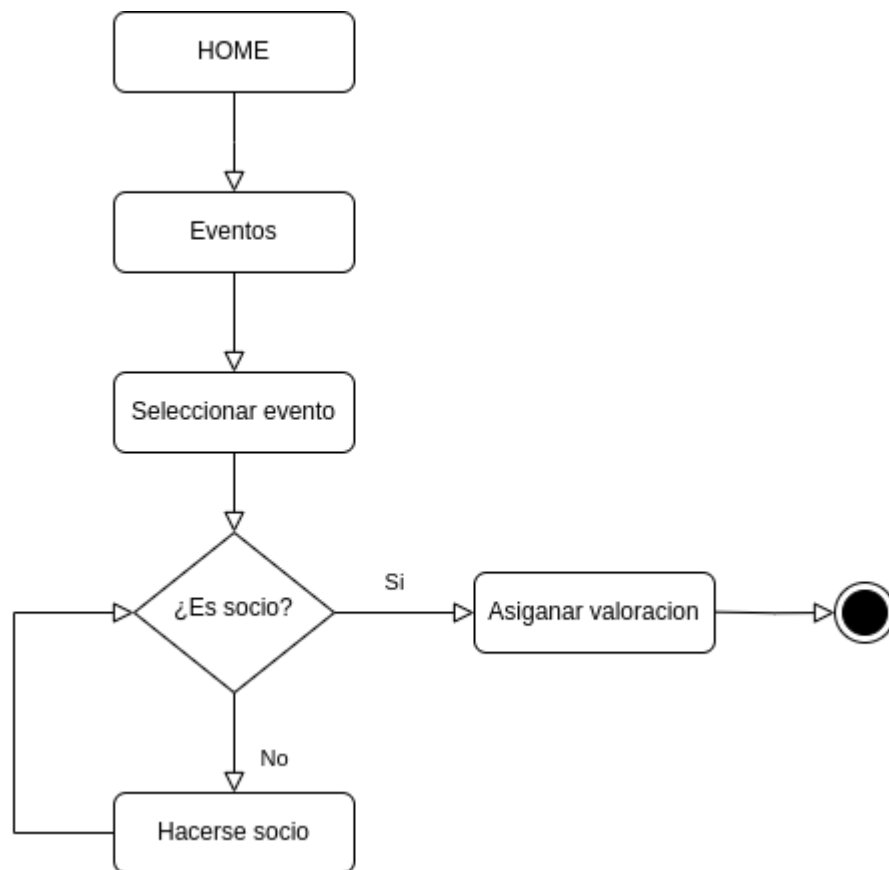 HOME
Eventos
Seleccionar evento
¿Es socio?
Si
Asiganar valoracion
No
Hacerse socio